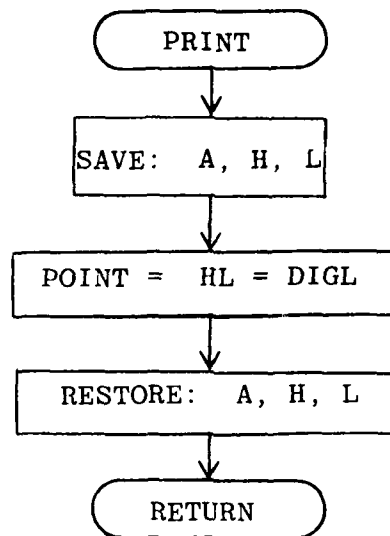 PRINT
SAVE: A, H, L
POINT = HL = DIGL
RESTORE: A, H, L
RETURN